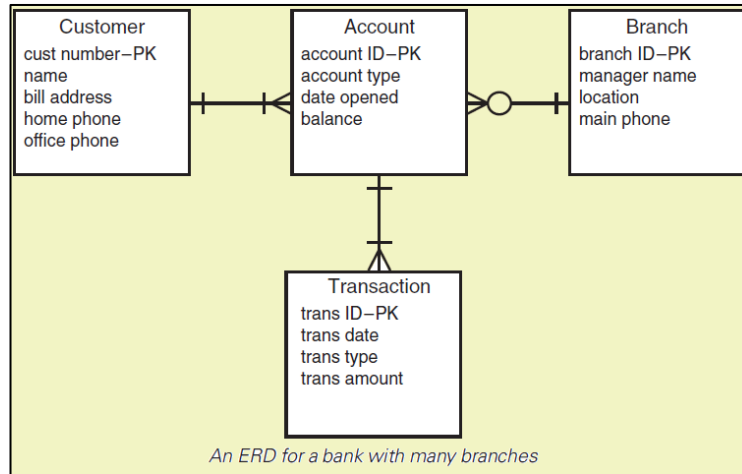 Customer
cust number–PK
name
bill address
home phone
office phone
Account
account ID–PK
account type
date opened
balance
Branch
branch ID–PK
manager name
location
main phone
Transaction
trans ID–PK
trans date
trans type
trans amount
An ERD for a bank with many branches